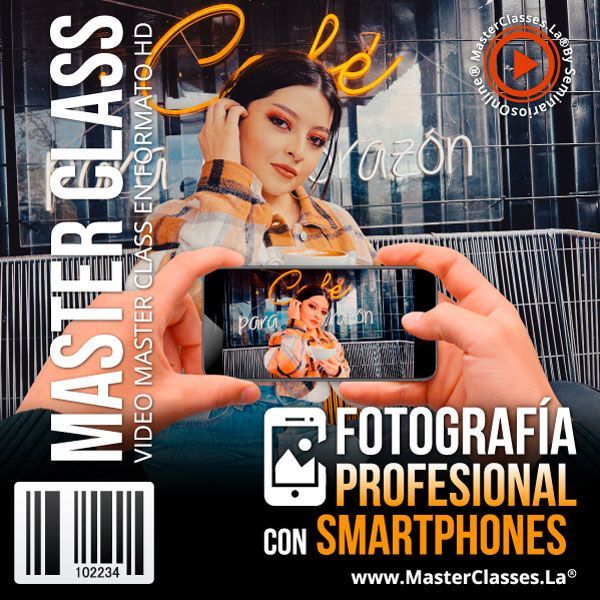 MASTER CLASS
VIDEO MASTER CLASS EN FORMATO HD
MasterClasses.La®By SeminariosOnline®
Café
para razón
Café
para razón
FOTOGRAFÍA
PROFESIONAL
CON SMARTPHONES
102234
www.MasterClasses.La®